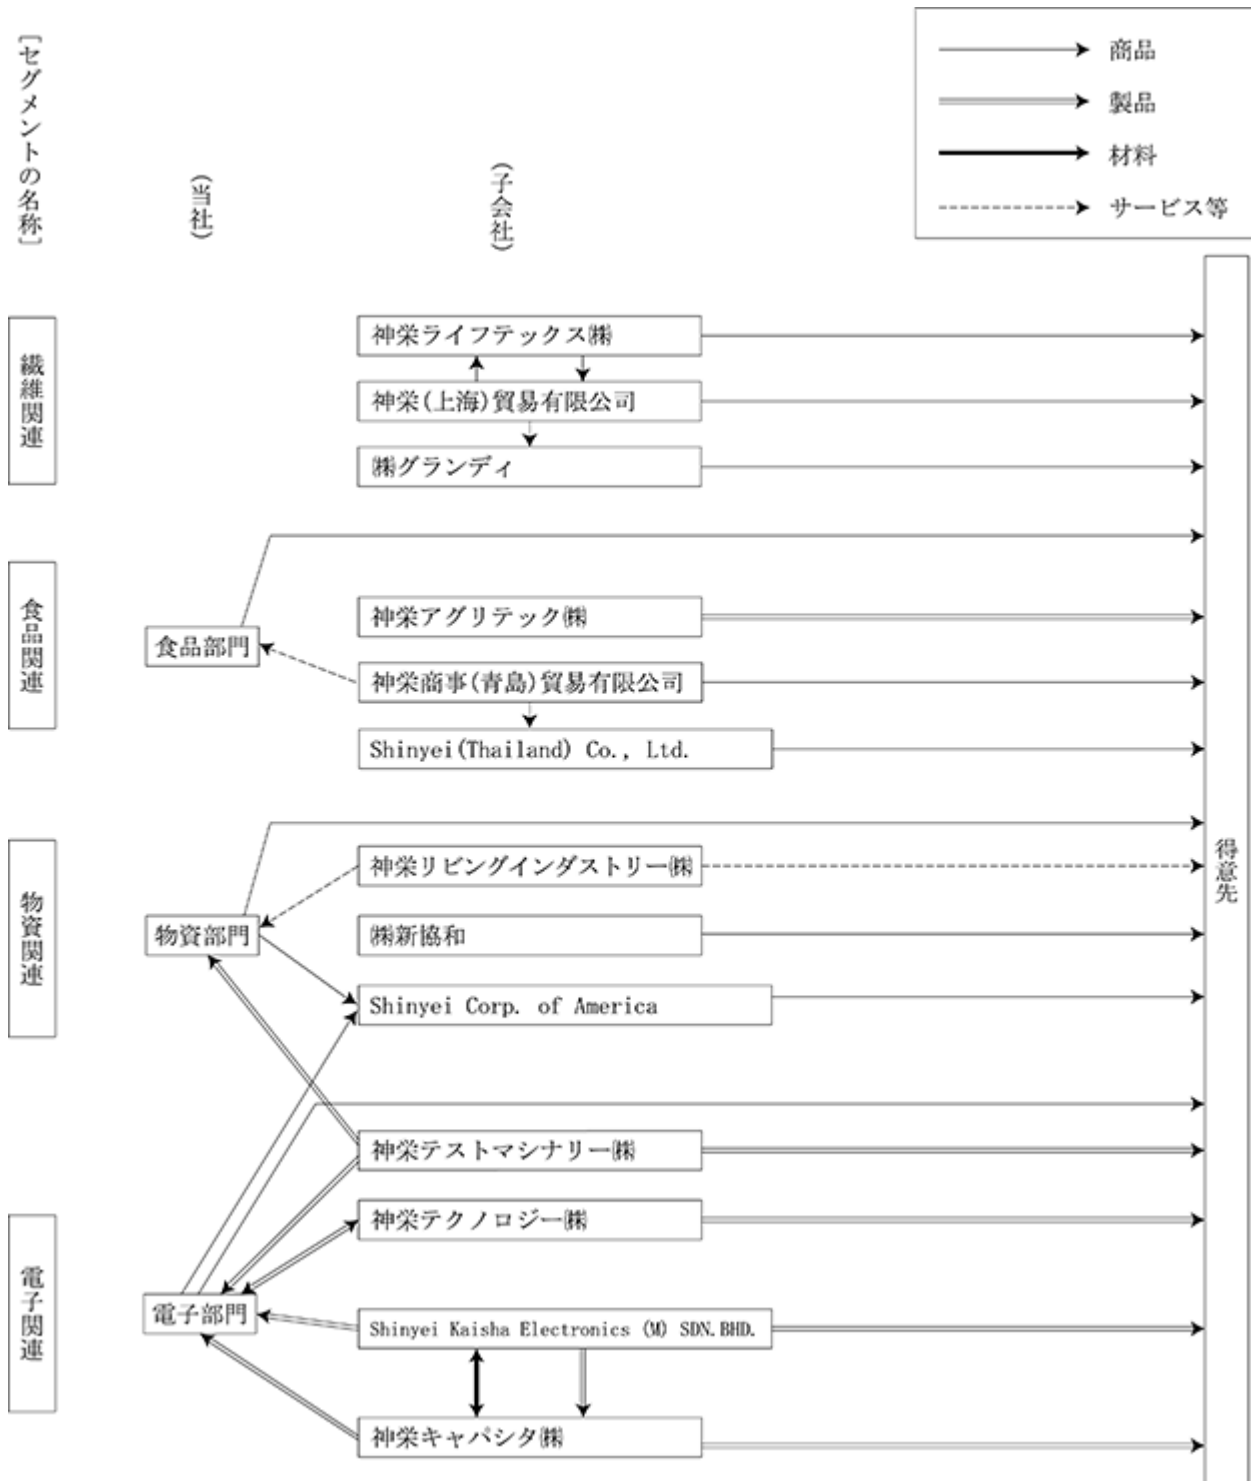 [セグメントの名称]
(当社)
(子会社)
商品
製品
材料
サービス等
繊維関連
神栄ライフテックス㈱
神栄(上海)貿易有限公司
㈱グランディ
食品関連
食品部門
神栄アグリテック㈱
神栄商事(青島)貿易有限公司
Shinyei(Thailand) Co., Ltd.
物資関連
物資部門
神栄リビングインダストリー㈱
㈱新協和
Shinyei Corp. of America
得意先
電子関連
電子部門
神栄テストマシナリー㈱
神栄テクノロジー㈱
Shinyei Kaisha Electronics (M) SDN.BHD.
神栄キャパシタ㈱